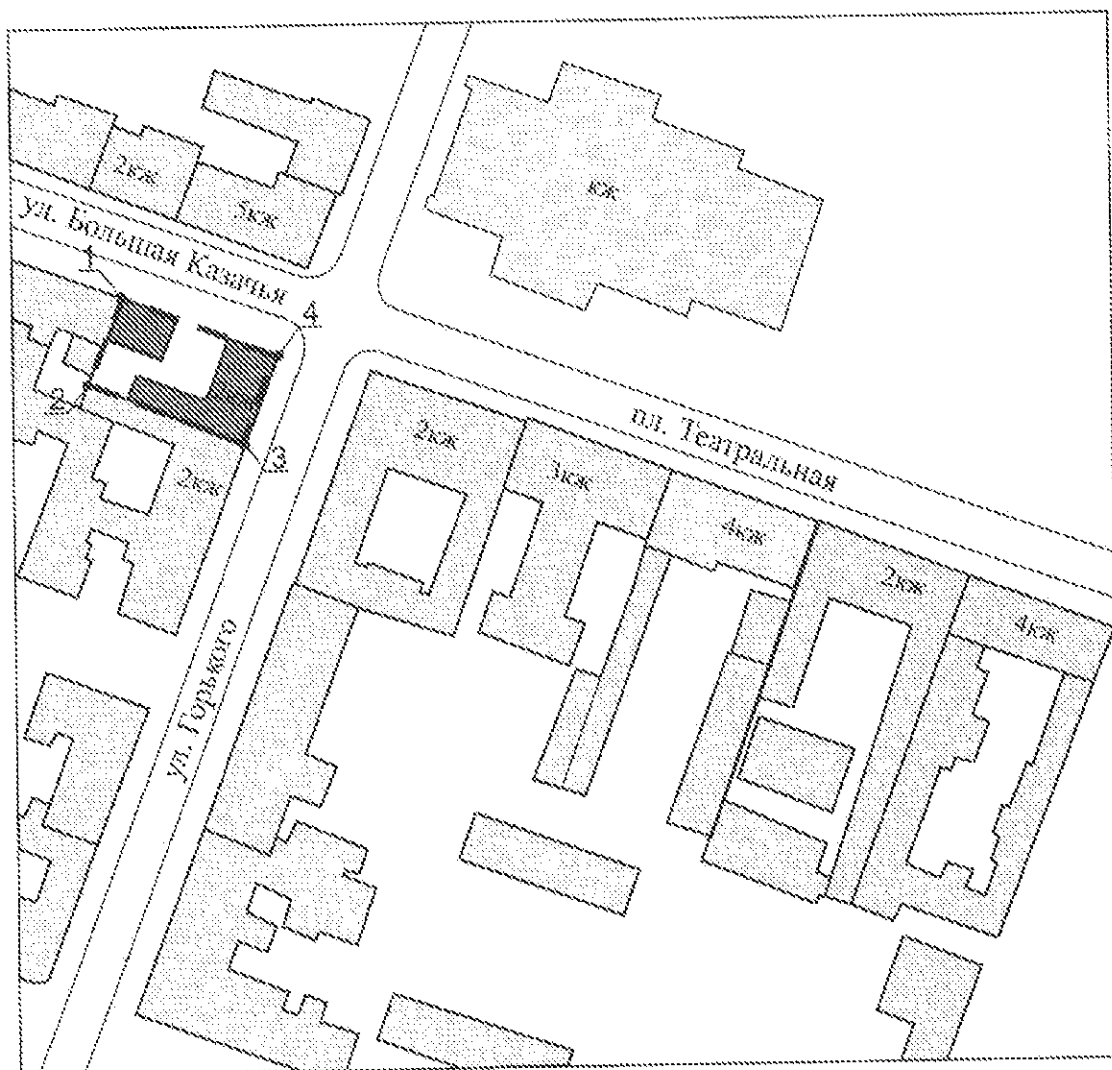 2кж
5кж
кж
ул. Большая Казачья
1
4
2
3
2кж
пл. Театральная
2кж
3кж
4кж
2кж
4кж
ул. Горького